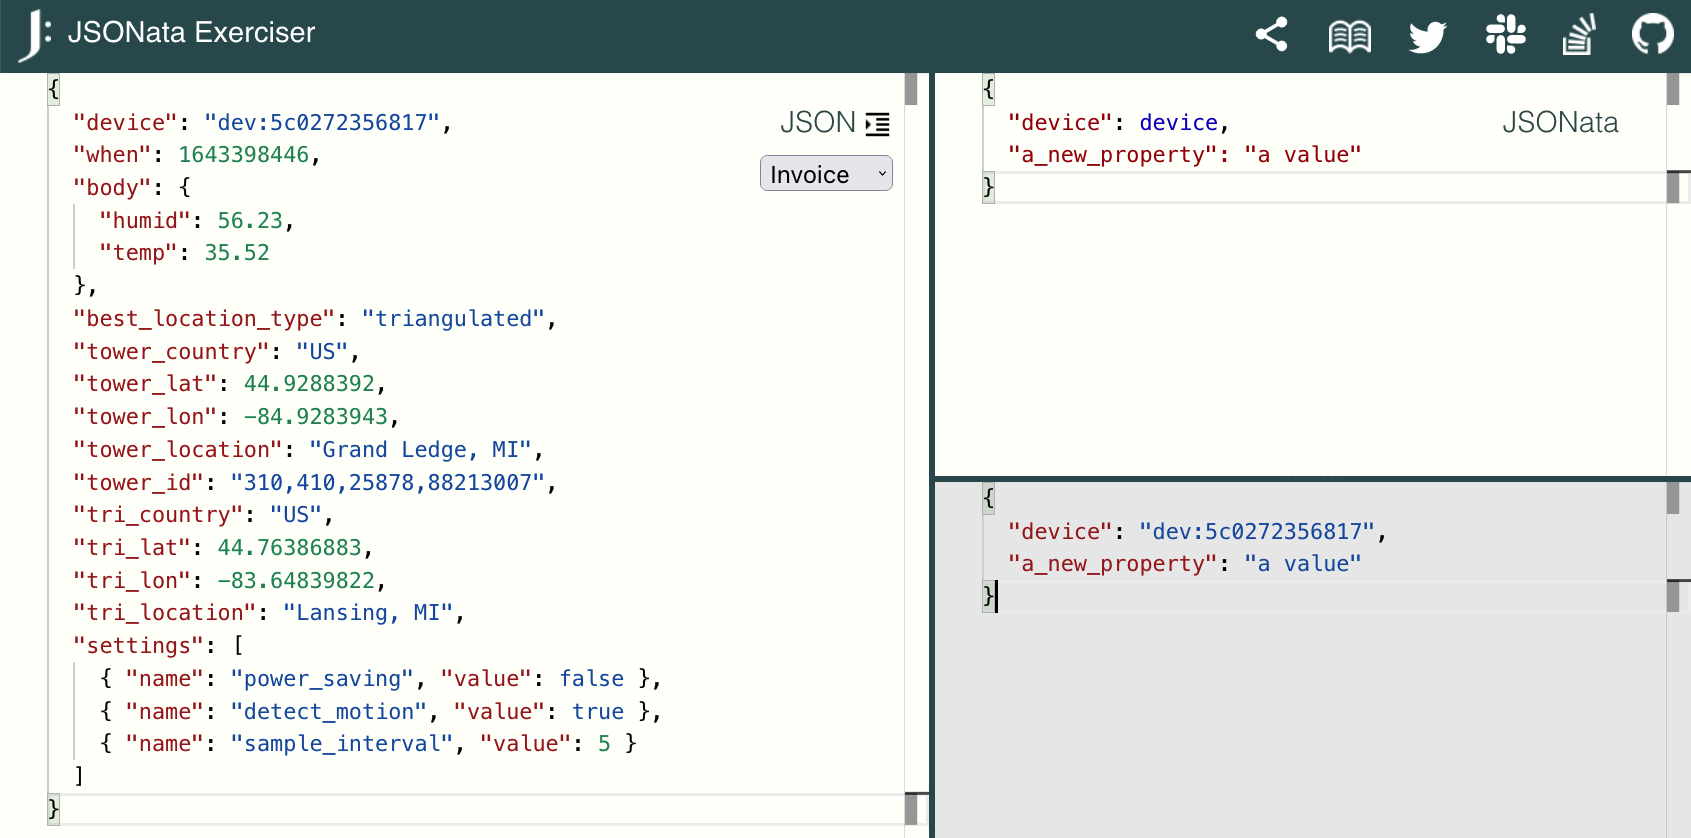 JSONata Exerciser
{
  "device": "dev:5c0272356817",
  "when": 1643398446,
  "body": {
    "humid": 56.23,
    "temp": 35.52
  },
  "best_location_type": "triangulated",
  "tower_country": "US",
  "tower_lat": 44.9288392,
  "tower_lon": -84.9283943,
  "tower_location": "Grand Ledge, MI",
  "tower_id": "310,410,25878,88213007",
  "tri_country": "US",
  "tri_lat": 44.76386883,
  "tri_lon": -83.64839822,
  "tri_location": "Lansing, MI",
  "settings": [
    { "name": "power_saving", "value": false },
    { "name": "detect_motion", "value": true },
    { "name": "sample_interval", "value": 5 }
  ]
}
JSON
Invoice
{
  "device": device,
  "a_new_property": "a value"
}
JSONata
{
  "device": "dev:5c0272356817",
  "a_new_property": "a value"
}